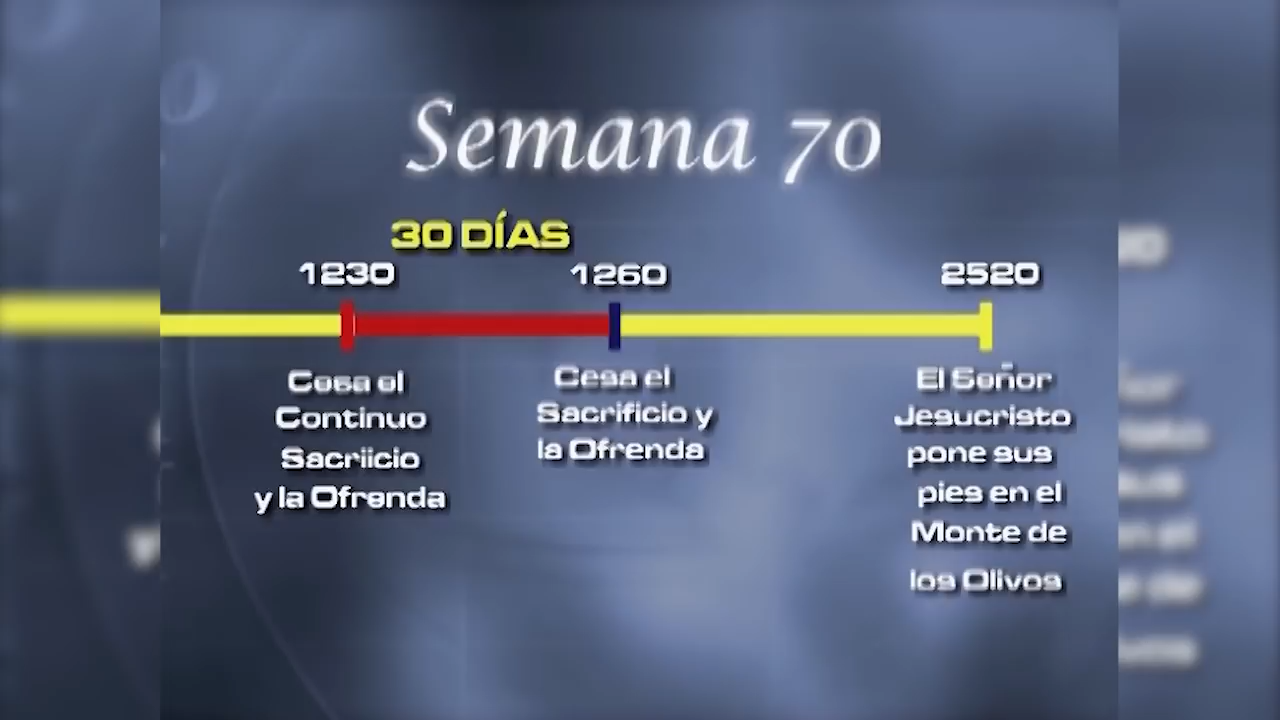 Semana 70
30 DÍAS
1230
1260
2520
Cesa el
Continuo
Sacriicio
y la Ofrenda
Cesa el
Sacrificio y
la Ofrenda
El Señor
Jesucristo
pone sus
pies en el
Monte de
los Olivos